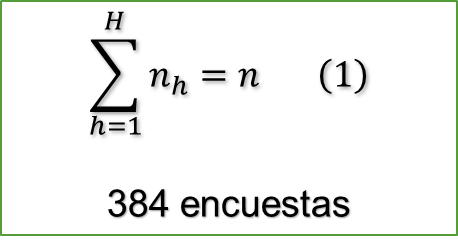 H
∑ n_h = n (1)
h=1
384 encuestas